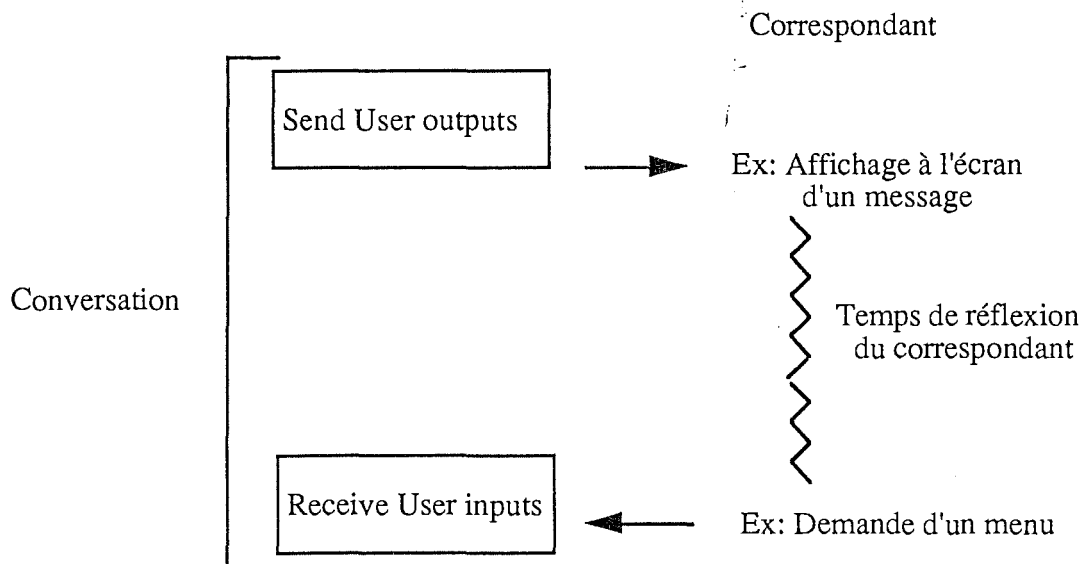 Correspondant
Send User outputs
Ex: Affichage à l'écran
d'un message
Conversation
Temps de réflexion
du correspondant
Receive User inputs
Ex: Demande d'un menu